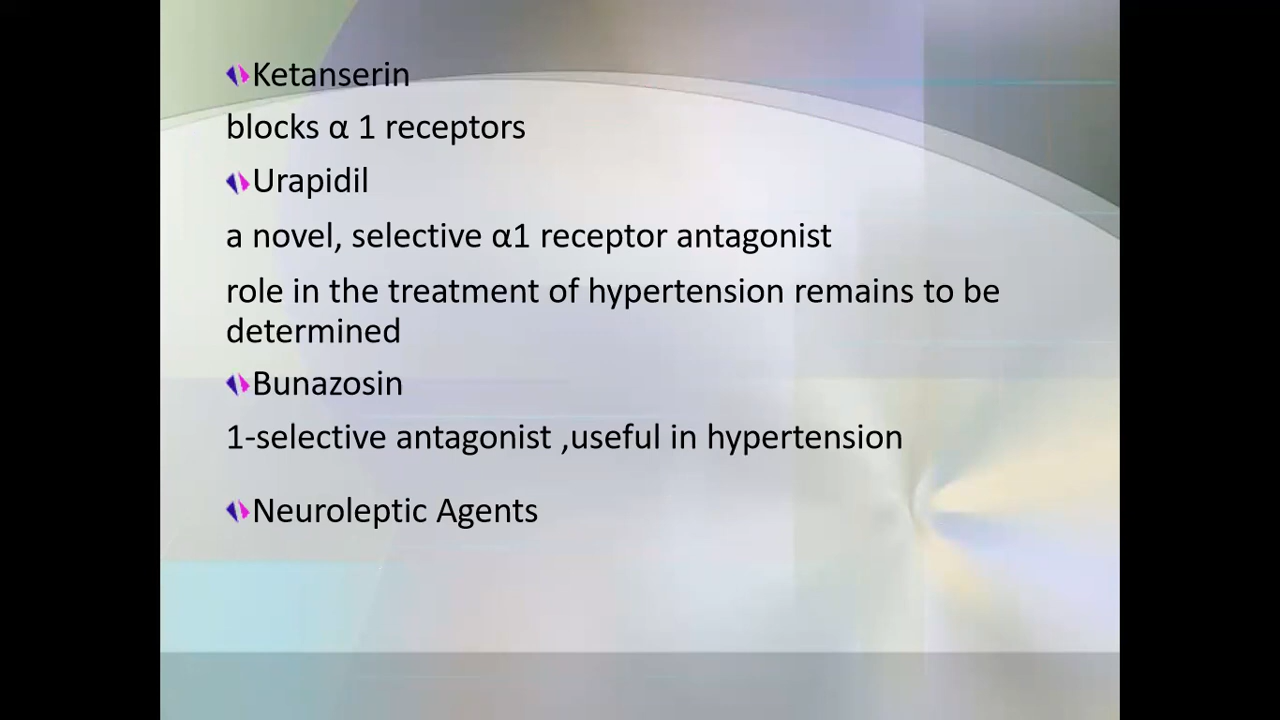 Ketanserin
blocks α 1 receptors
Urapidil
a novel, selective α1 receptor antagonist
role in the treatment of hypertension remains to be
determined
Bunazosin
1-selective antagonist ,useful in hypertension
Neuroleptic Agents